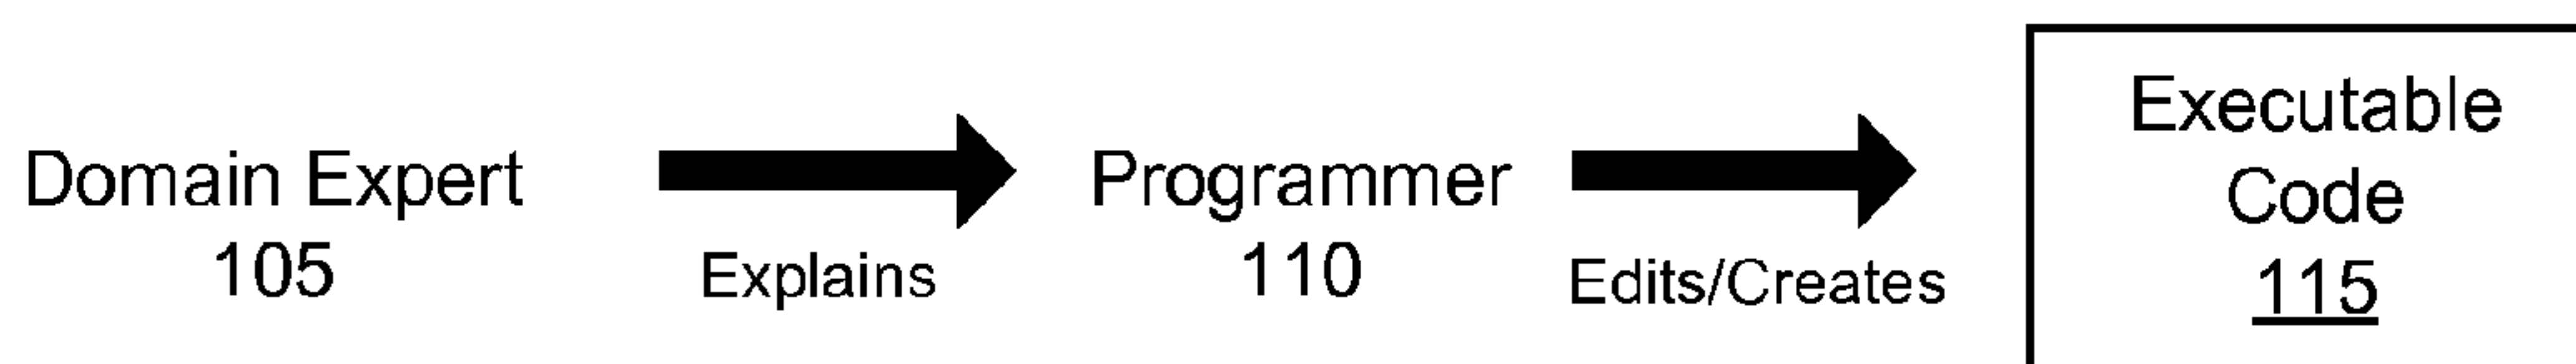 Domain Expert
105
Explains
Programmer
110
Edits/Creates
Executable
Code
115